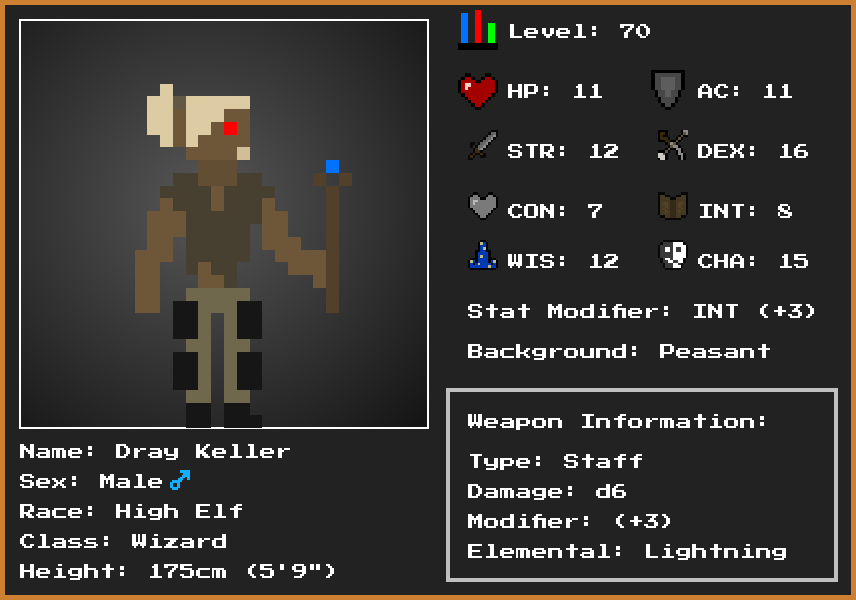 Level: 70
HP: 11 AC: 11
STR: 12 DEX: 16
CON: 7 INT: 8
WIS: 12 CHA: 15
Stat Modifier: INT (+3)
Background: Peasant
Weapon Information:
Type: Staff
Damage: d6
Modifier: (+3)
Elemental: Lightning
Name: Dray Keller
Sex: Male♂
Race: High Elf
Class: Wizard
Height: 175cm (5'9")